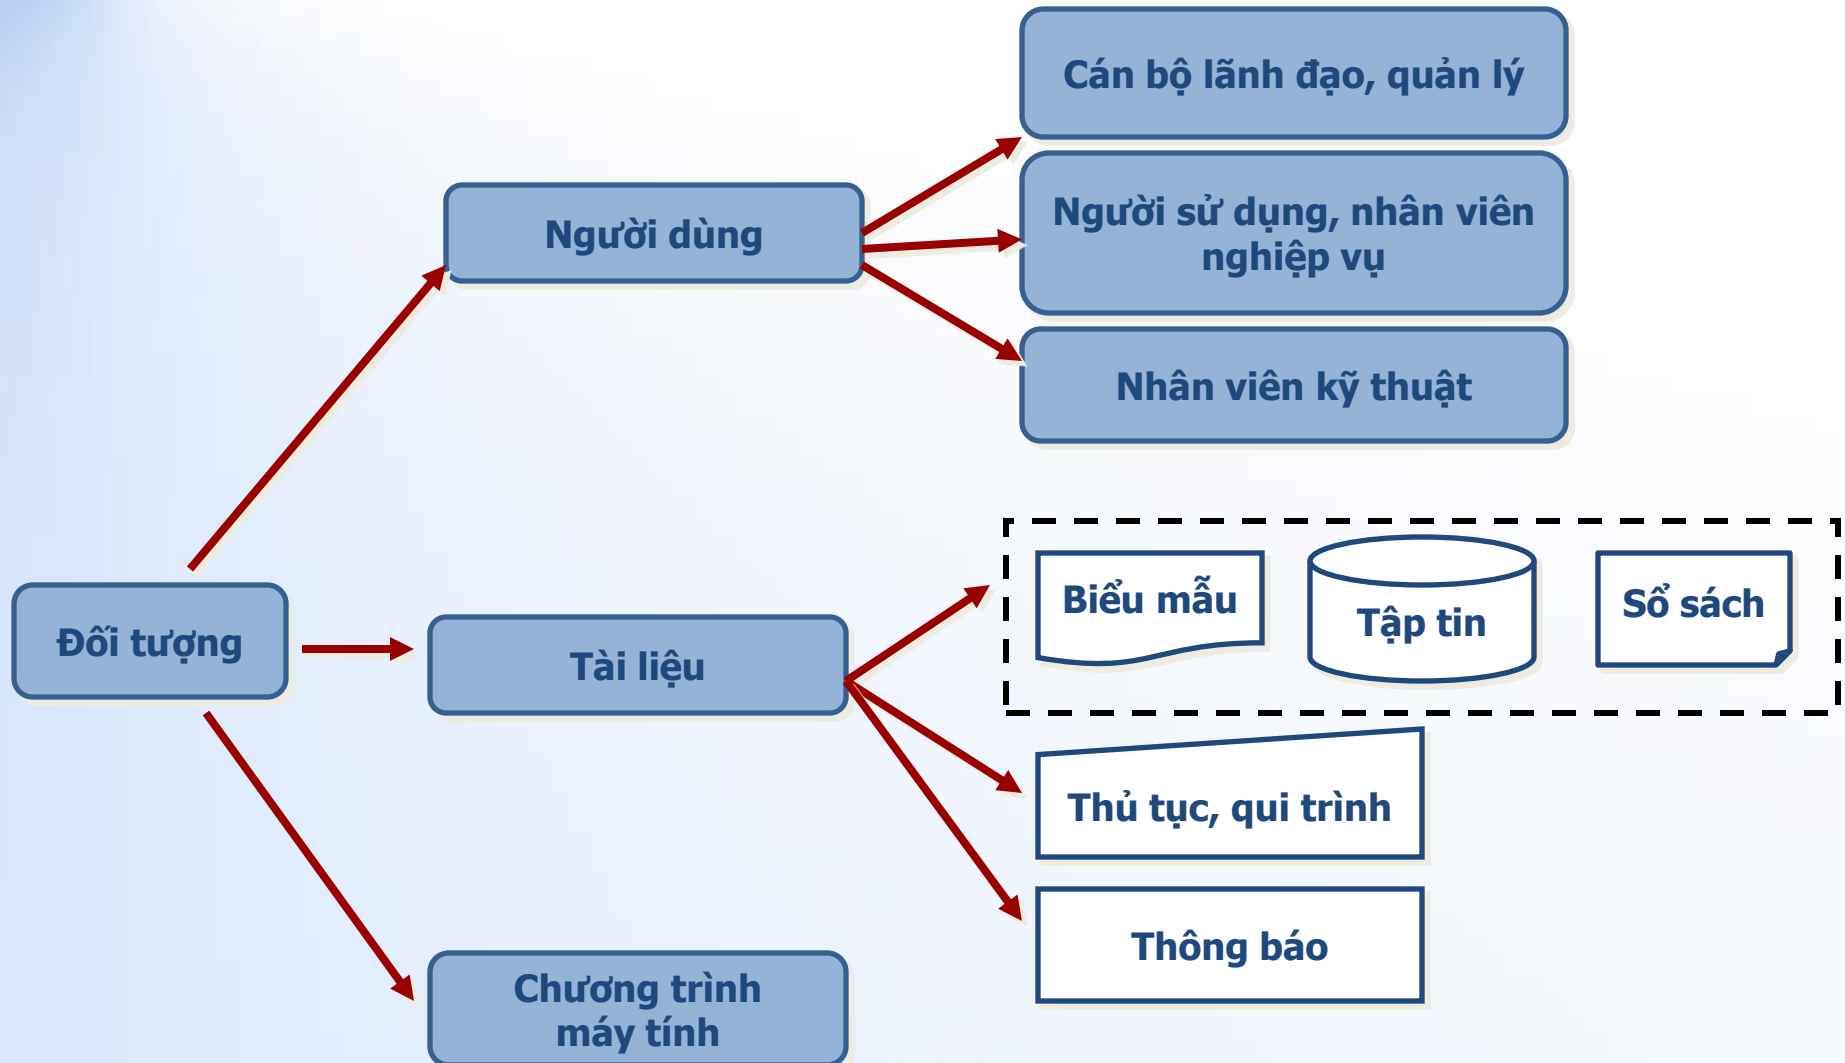 Cán bộ lãnh đạo, quản lý
Người dùng
Người sử dụng, nhân viên
nghiệp vụ
Nhân viên kỹ thuật
Đối tượng
Tài liệu
Biểu mẫu
Tập tin
Sổ sách
Thủ tục, qui trình
Thông báo
Chương trình
máy tính